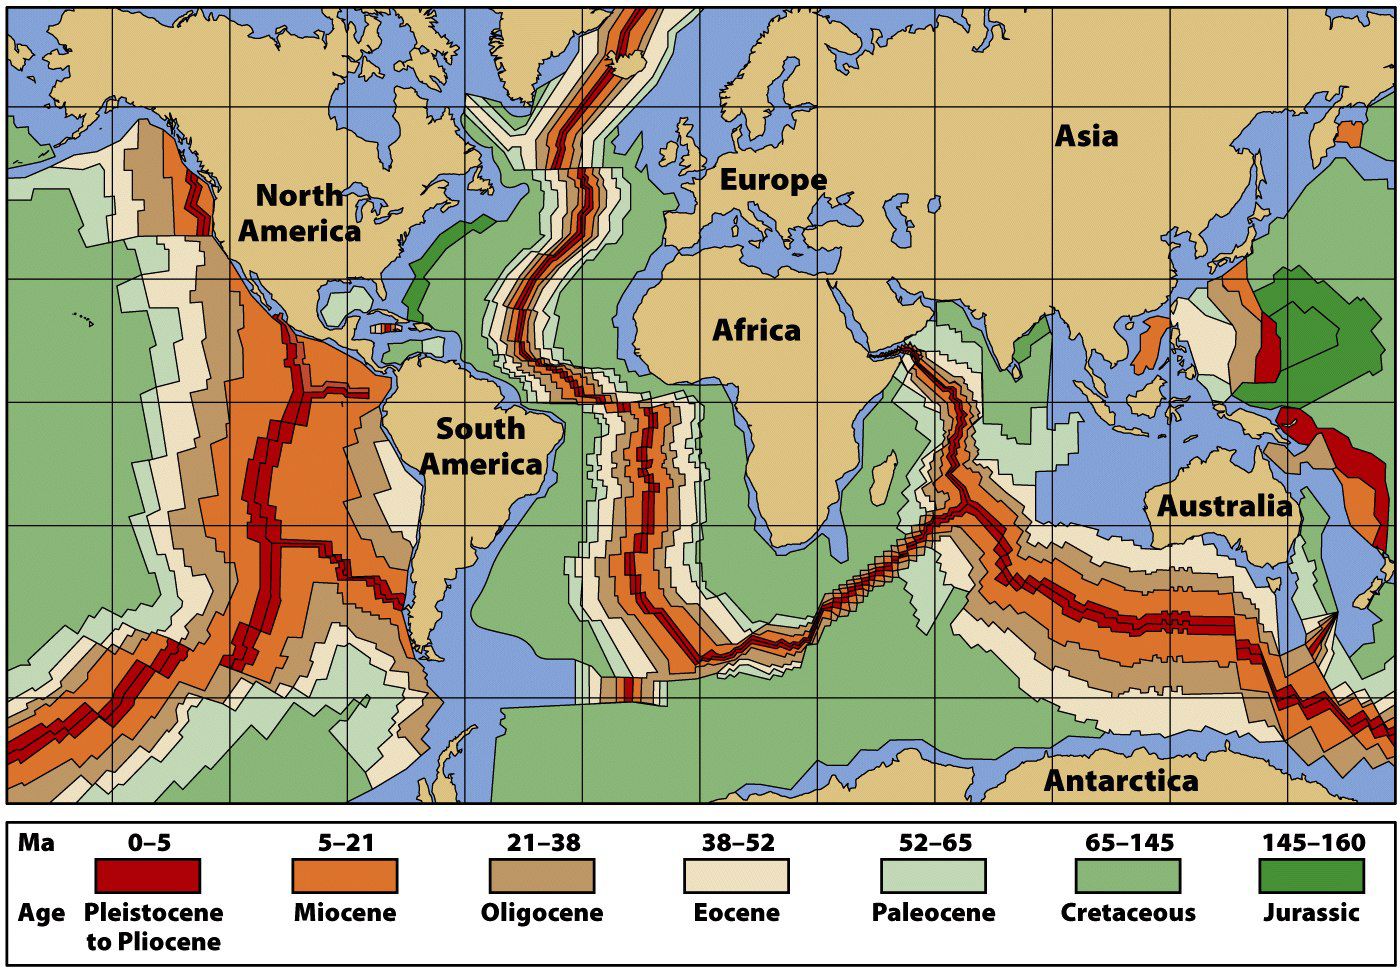 Asia
Europe
North
America
Africa
South
America
Australia
Antarctica
Ma 0–5 5–21 21–38 38–52 52–65 65–145 145–160
Age Pleistocene Miocene Oligocene Eocene Paleocene Cretaceous Jurassic
to Pliocene